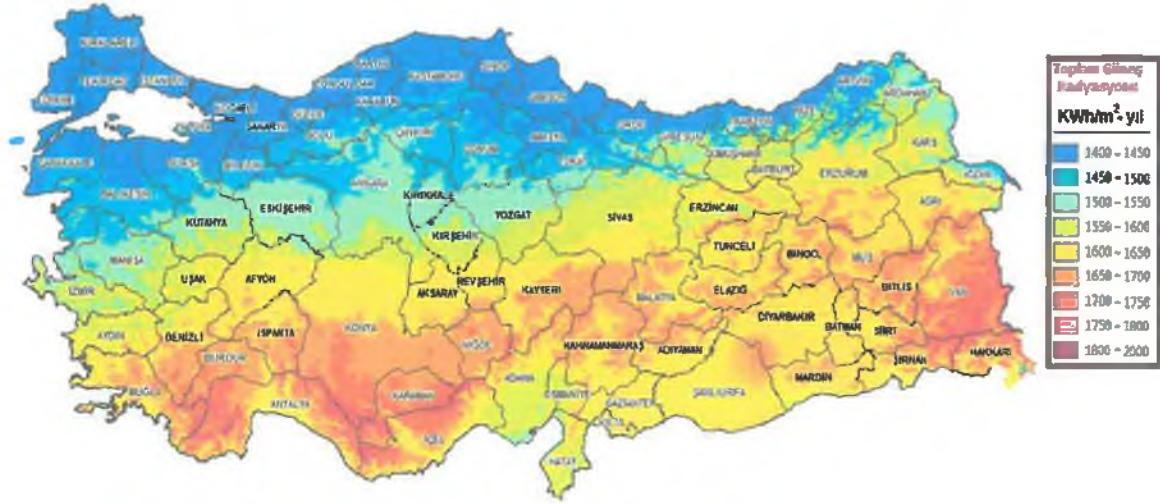 KIRKLARELİ
TEKİRDAĞ
İSTANBUL
EDİRNE
KOCAELİ
SAKARYA
DÜZCE
BOLU
ZONGULDAK
BARTIN
KARABÜK
KASTAMONU
SİNOP
SAMSUN
ÇANKIRI
ÇORUM
AMASYA
TOKAT
ORDU
GİRESUN
TRABZON
RİZE
ARTVİN
ARDAHAN
KARS
IĞDIR
GÜMÜŞHANE
BAYBURT
ERZURUM
AĞRI
ÇANAKKALE
BALIKESİR
BURSA
BİLECİK
KÜTAHYA
ESKİŞEHİR
ANKARA
KIRIKKALE
KIRŞEHİR
YOZGAT
SİVAS
ERZİNCAN
TUNCELİ
BİNGÖL
MUŞ
BİTLİS
VAN
MANİSA
İZMİR
UŞAK
AFYON
AKSARAY
NEVŞEHİR
KAYSERİ
MALATYA
ELAZIĞ
DİYARBAKIR
BATMAN
SİİRT
ŞIRNAK
HAKKARİ
AYDIN
DENİZLİ
ISPARTA
BURDUR
KONYA
NİĞDE
KAHRAMANMARAŞ
ADIYAMAN
MARDİN
MUĞLA
ANTALYA
KARAMAN
İÇEL
ADANA
OSMANİYE
GAZİANTEP
KİLİS
ŞANLIURFA
HATAY
Toplam Güneş
Radyasyonu
KWh/m²-yıl
1400 - 1450
1450 - 1500
1500 - 1550
1550 - 1600
1600 - 1650
1650 - 1700
1700 - 1750
1750 - 1800
1800 - 2000